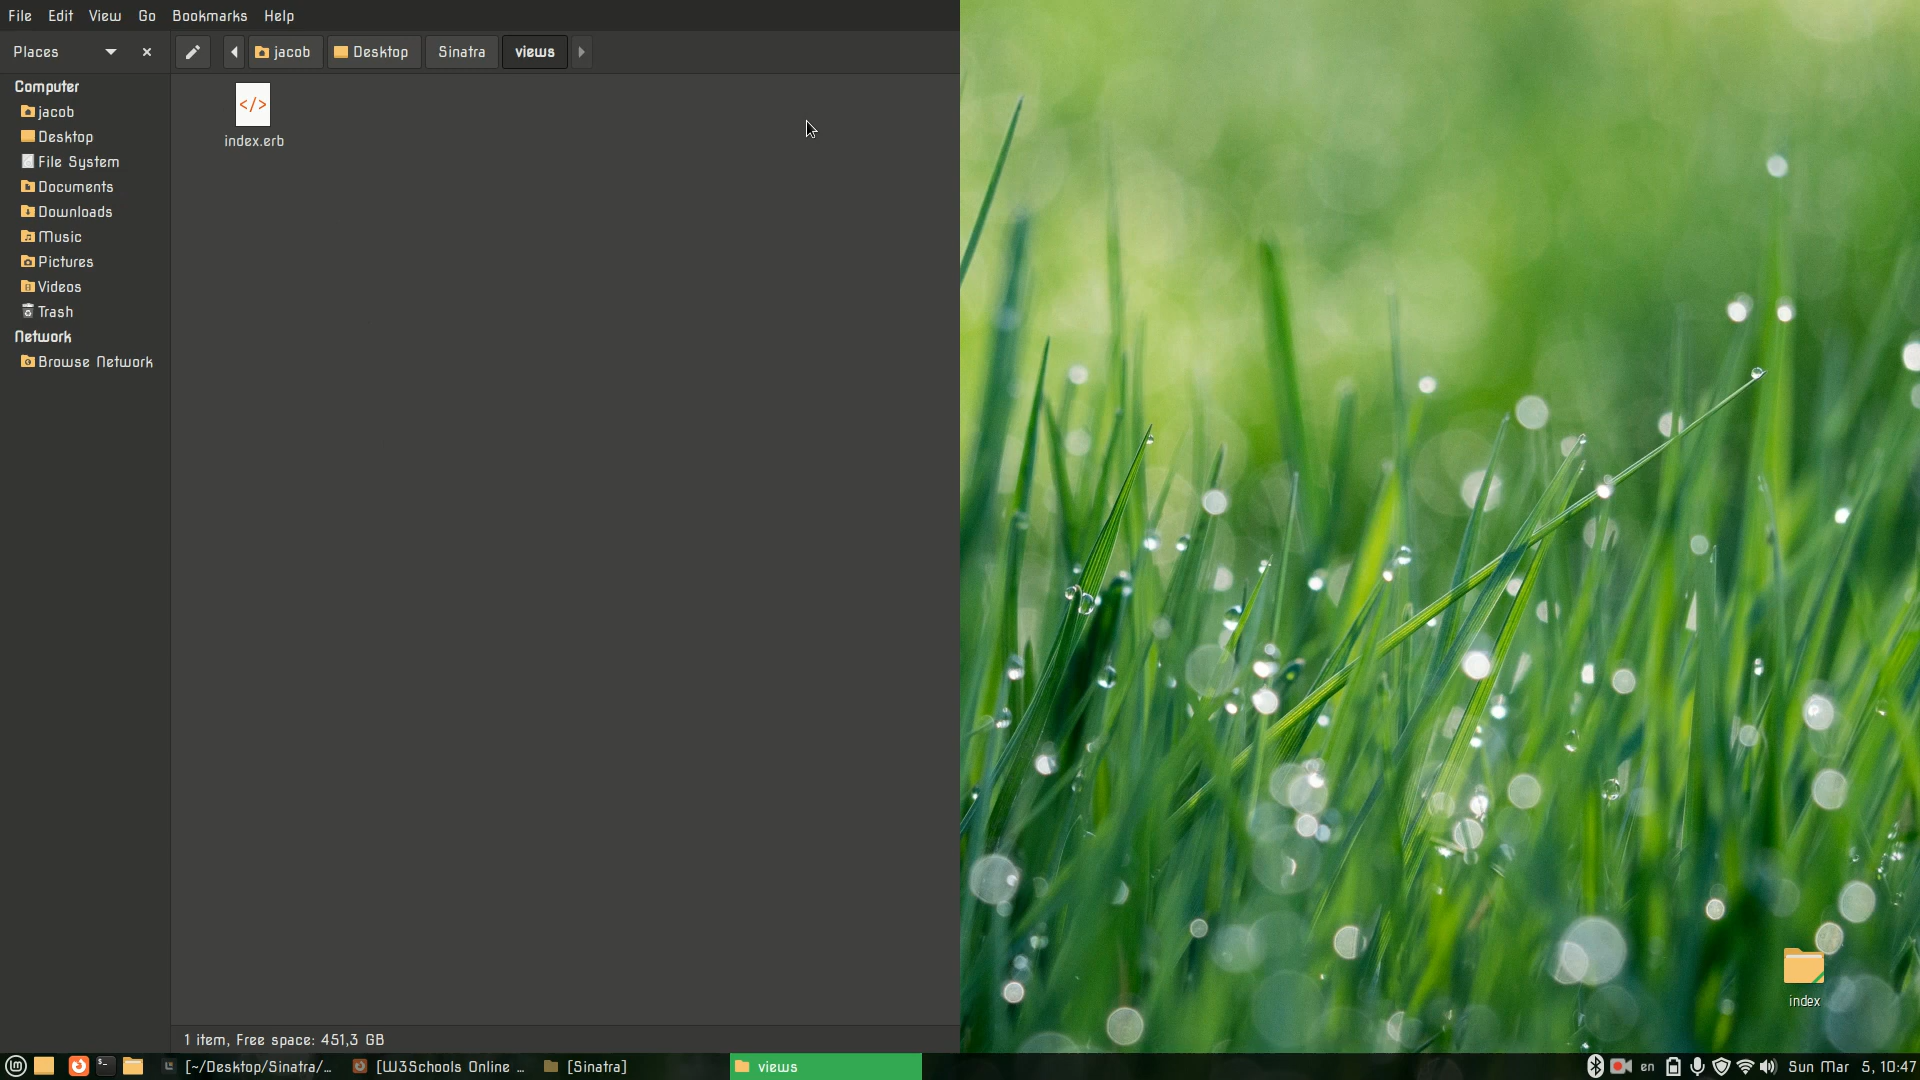 File Edit View Go Bookmarks Help
Places
jacob Desktop Sinatra views
Computer
jacob
Desktop
File System
Documents
Downloads
Music
Pictures
Videos
Trash
Network
Browse Network
</>
index.erb
1 item, Free space: 451,3 GB
index
[~/Desktop/Sinatra/... [W3Schools Online ... [Sinatra] views en Sun Mar 5, 10:47